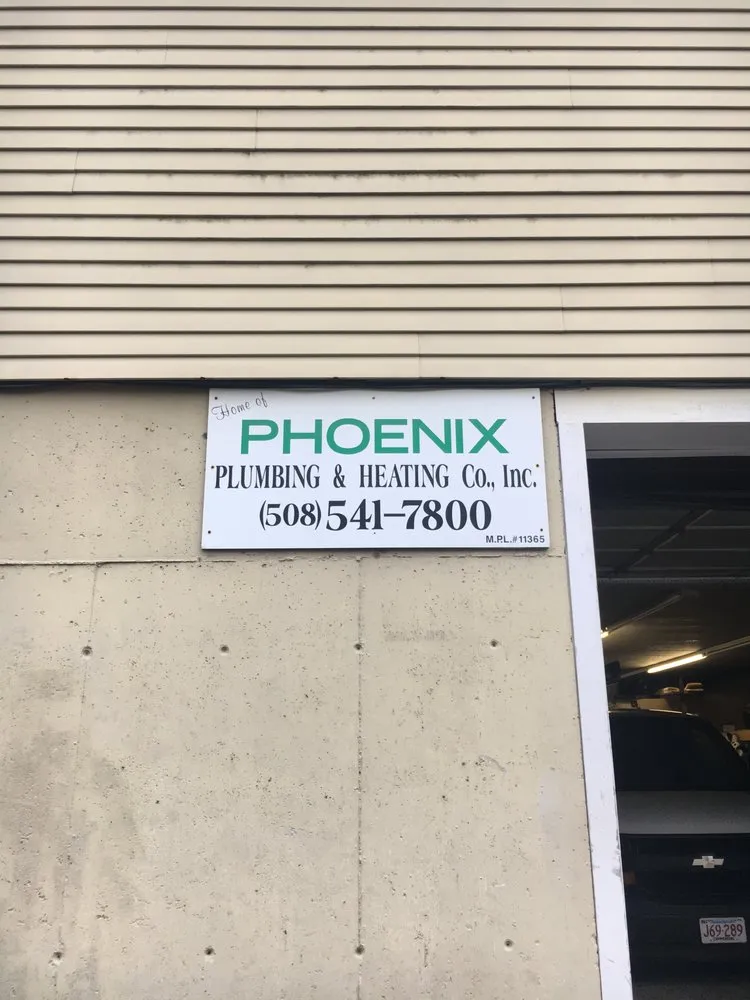 Home of
PHOENIX
PLUMBING & HEATING Co., Inc.
(508) 541-7800
M.P.L.#11365
J69·289